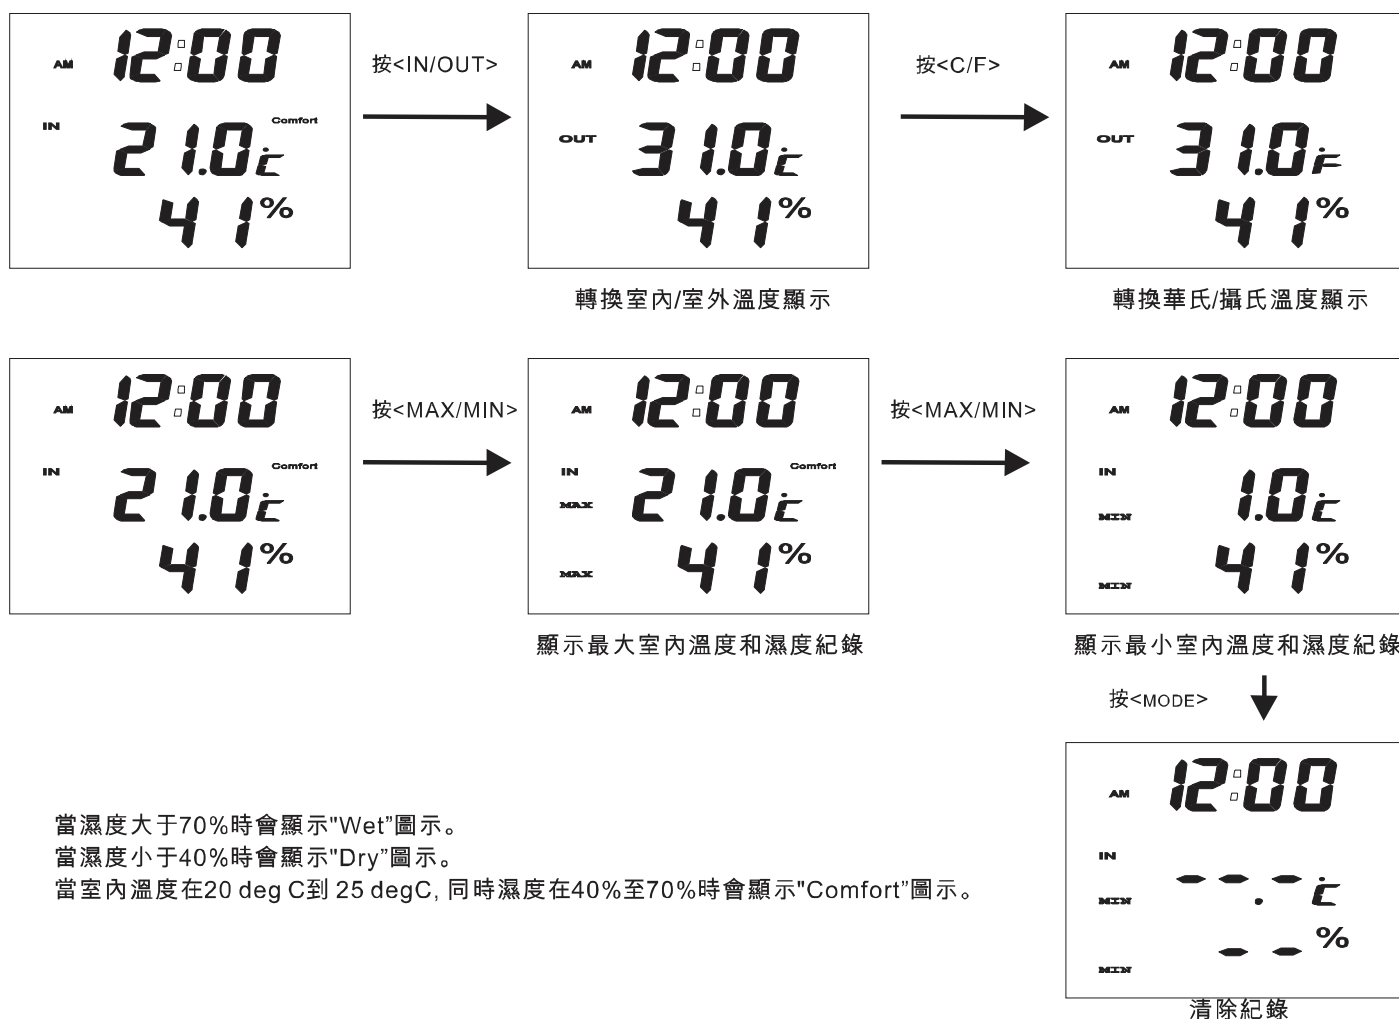 AM 12:00
IN 21.0°C Comfort
41%
按<IN/OUT>
AM 12:00
OUT 31.0°C
41%
轉換室內/室外溫度顯示
按<C/F>
AM 12:00
OUT 31.0°F
41%
轉換華氏/攝氏溫度顯示
AM 12:00
IN 21.0°C Comfort
41%
按<MAX/MIN>
AM 12:00
IN 21.0°C Comfort
MAX
41%
MAX
顯示最大室內溫度和濕度紀錄
按<MAX/MIN>
AM 12:00
IN 1.0°C
MIN
41%
MIN
顯示最小室內溫度和濕度紀錄
按<MODE>
AM 12:00
IN
MIN --.-°C
--%
MIN
清除紀錄
當濕度大于70%時會顯示"Wet”圖示。
當濕度小于40%時會顯示"Dry”圖示。
當室內溫度在20 deg C到 25 degC, 同時濕度在40%至70%時會顯示"Comfort”圖示。